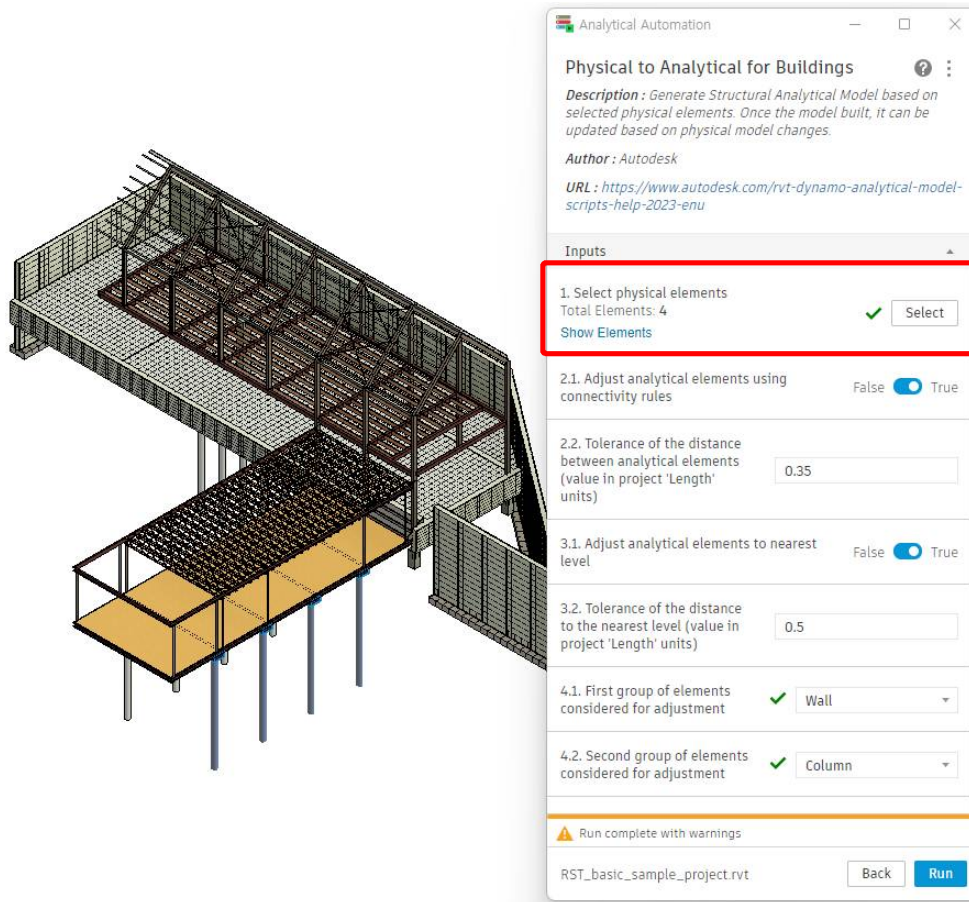 Analytical Automation
Physical to Analytical for Buildings
Description : Generate Structural Analytical Model based on
selected physical elements. Once the model built, it can be
updated based on physical model changes.
Author : Autodesk
URL : https://www.autodesk.com/rvt-dynamo-analytical-model-
scripts-help-2023-enu
Inputs
1. Select physical elements
Total Elements: 4
Select
Show Elements
2.1. Adjust analytical elements using
connectivity rules
False True
2.2. Tolerance of the distance
between analytical elements
(value in project 'Length'
units)
0.35
3.1. Adjust analytical elements to nearest
level
False True
3.2. Tolerance of the distance
to the nearest level (value in
project 'Length' units)
0.5
4.1. First group of elements
considered for adjustment
Wall
4.2. Second group of elements
considered for adjustment
Column
Run complete with warnings
RST_basic_sample_project.rvt
Back
Run